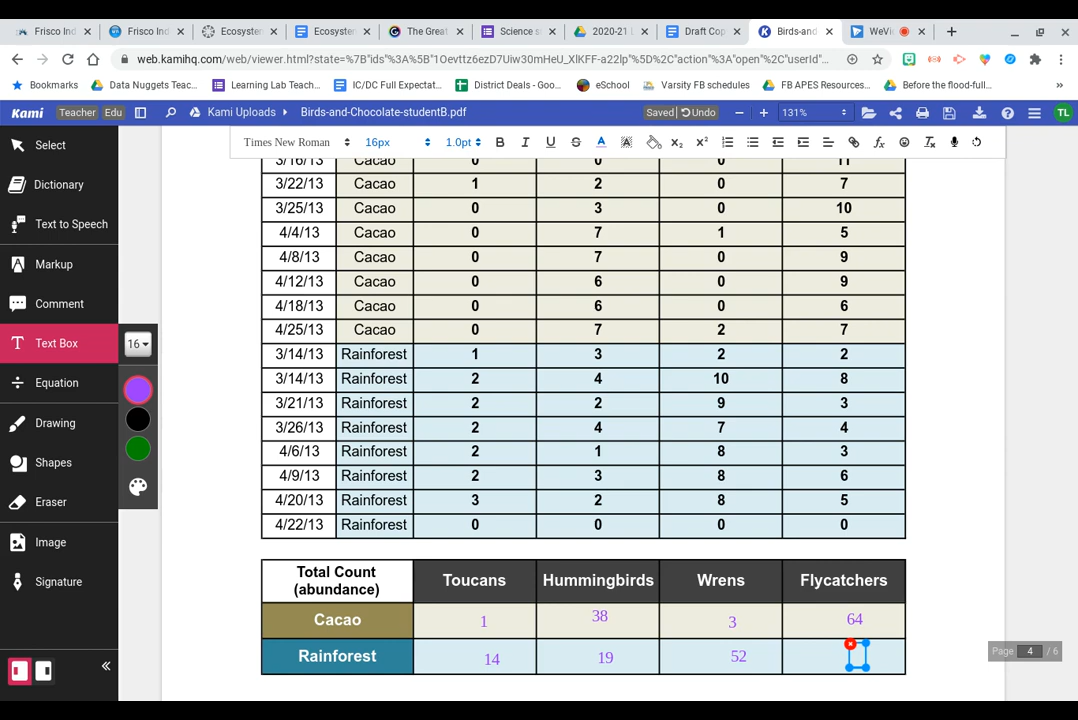 Frisco Ind
Frisco Ind
Ecosystem
Ecosystem
The Great
Science s
2020-21
Draft Cop
Birds-and
WeVi
web.kamihq.com/web/viewer.html?state=%7B"ids"%3A%5B"1Oevttz6ezD7Uiw30mHeU_XlKFF-a22lp"%5D%2C"action"%3A"open"%2C"userId"...
Bookmarks
Data Nuggets Teac...
Learning Lab Teach...
IC/DC Full Expectat...
District Deals - Goo...
eSchool
Varsity FB schedules
FB APES Resources...
Before the flood-full...
»
Kami
Teacher
Edu
Kami Uploads
Birds-and-Chocolate-studentB.pdf
Saved
Undo
131%
TL
Times New Roman
16px
1.0pt
B I U S A
Select
Dictionary
Text to Speech
Markup
Comment
Text Box
16
Equation
Drawing
Shapes
Eraser
Image
Signature
3/16/13 Cacao 0 0 0 11
3/22/13 Cacao 1 2 0 7
3/25/13 Cacao 0 3 0 10
4/4/13 Cacao 0 7 1 5
4/8/13 Cacao 0 7 0 9
4/12/13 Cacao 0 6 0 9
4/18/13 Cacao 0 6 0 6
4/25/13 Cacao 0 7 2 7
3/14/13 Rainforest 1 3 2 2
3/14/13 Rainforest 2 4 10 8
3/21/13 Rainforest 2 2 9 3
3/26/13 Rainforest 2 4 7 4
4/6/13 Rainforest 2 1 8 3
4/9/13 Rainforest 2 3 8 6
4/20/13 Rainforest 3 2 8 5
4/22/13 Rainforest 0 0 0 0
Total Count (abundance) Toucans Hummingbirds Wrens Flycatchers
Cacao 1 38 3 64
Rainforest 14 19 52
Page 4 / 6